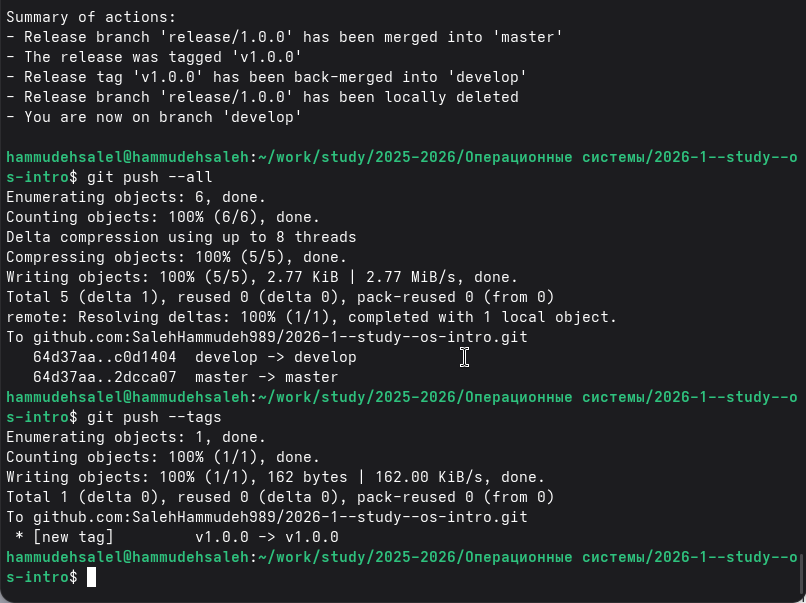 Summary of actions:
- Release branch 'release/1.0.0' has been merged into 'master'
- The release was tagged 'v1.0.0'
- Release tag 'v1.0.0' has been back-merged into 'develop'
- Release branch 'release/1.0.0' has been locally deleted
- You are now on branch 'develop'

hammudehsalel@hammudehsaleh:~/work/study/2025-2026/Операционные системы/2026-1--study--o
s-intro$ git push --all
Enumerating objects: 6, done.
Counting objects: 100% (6/6), done.
Delta compression using up to 8 threads
Compressing objects: 100% (5/5), done.
Writing objects: 100% (5/5), 2.77 KiB | 2.77 MiB/s, done.
Total 5 (delta 1), reused 0 (delta 0), pack-reused 0 (from 0)
remote: Resolving deltas: 100% (1/1), completed with 1 local object.
To github.com:SalehHammudeh989/2026-1--study--os-intro.git
   64d37aa..c0d1404  develop -> develop
   64d37aa..2dcca07  master -> master
hammudehsalel@hammudehsaleh:~/work/study/2025-2026/Операционные системы/2026-1--study--o
s-intro$ git push --tags
Enumerating objects: 1, done.
Counting objects: 100% (1/1), done.
Writing objects: 100% (1/1), 162 bytes | 162.00 KiB/s, done.
Total 1 (delta 0), reused 0 (delta 0), pack-reused 0 (from 0)
To github.com:SalehHammudeh989/2026-1--study--os-intro.git
 * [new tag]         v1.0.0 -> v1.0.0
hammudehsalel@hammudehsaleh:~/work/study/2025-2026/Операционные системы/2026-1--study--o
s-intro$